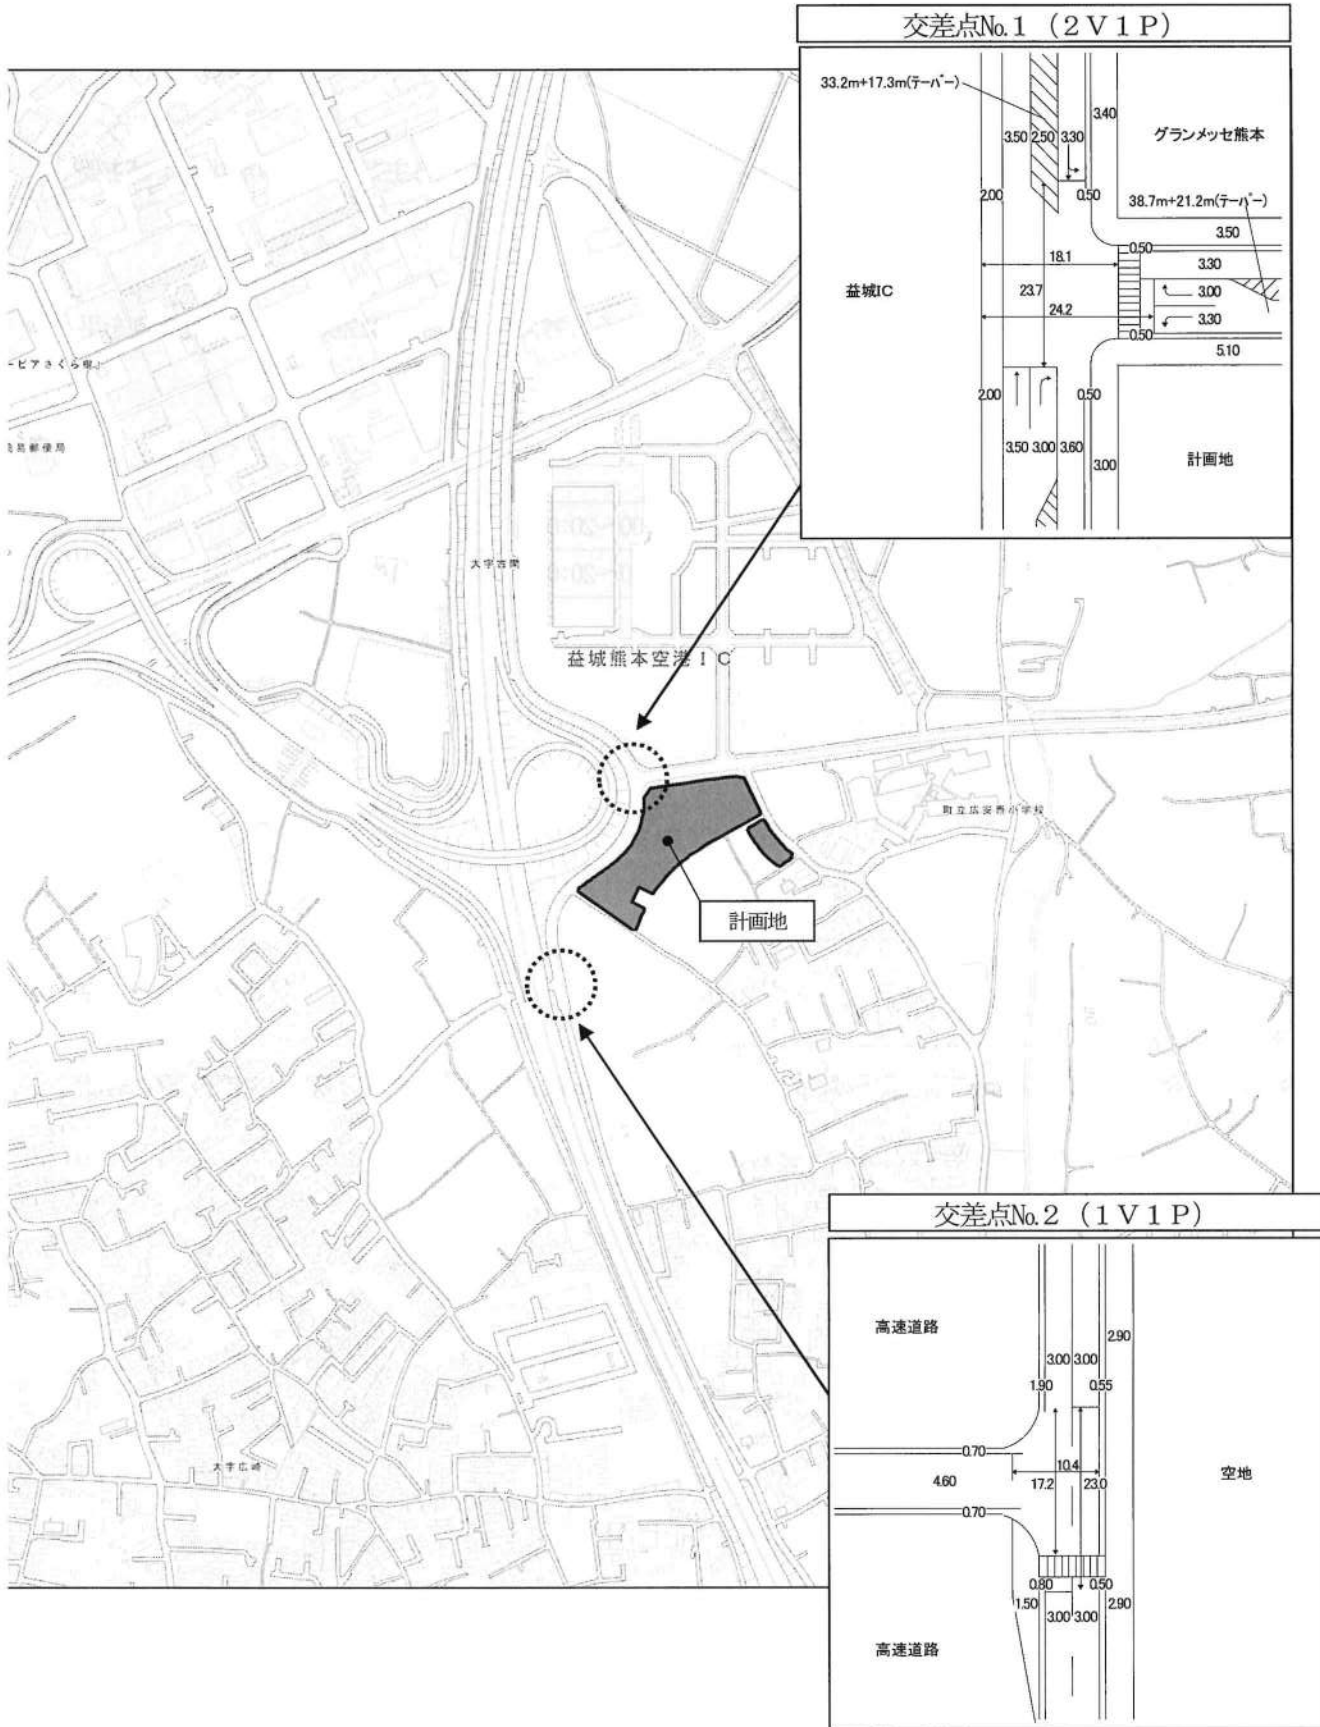 交差点No.1（2V1P）
33.2m+17.3m(テーパー)
3.40
3.50 2.50 3.30
グランメッセ熊本
2.00
0.50
38.7m+21.2m(テーパー)
3.50
0.50
18.1
3.30
益城IC
23.7
3.00
24.2
3.30
0.50
5.10
2.00
0.50
3.50 3.00 3.60
3.00
計画地
大字古閑
益城熊本空港IC
町立広安西小学校
計画地
大字広崎
交差点No.2（1V1P）
高速道路
2.90
3.00 3.00
1.90
0.55
0.70
10.4
4.60
17.2
23.0
空地
0.70
0.80
0.50
1.50
3.00 3.00
2.90
高速道路